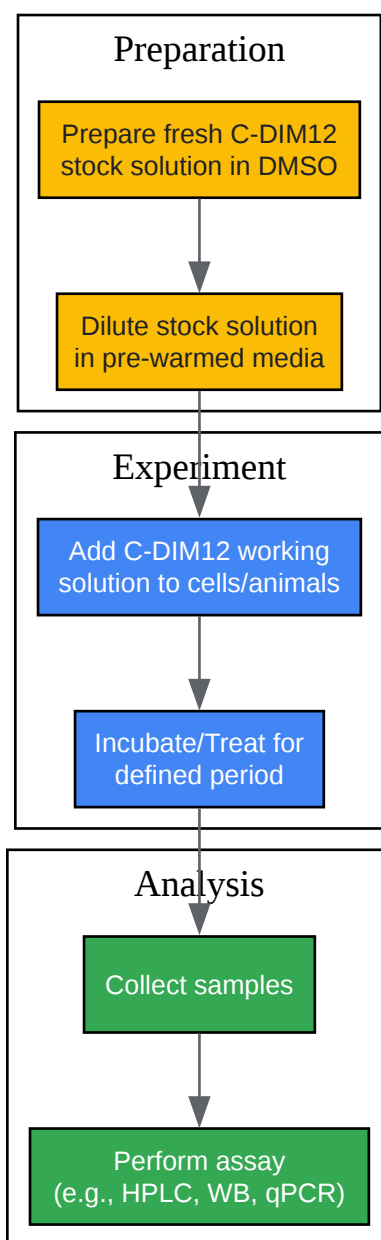 Preparation
Prepare fresh C-DIM12
stock solution in DMSO
Dilute stock solution
in pre-warmed media
Experiment
Add C-DIM12 working
solution to cells/animals
Incubate/Treat for
defined period
Analysis
Collect samples
Perform assay
(e.g., HPLC, WB, qPCR)